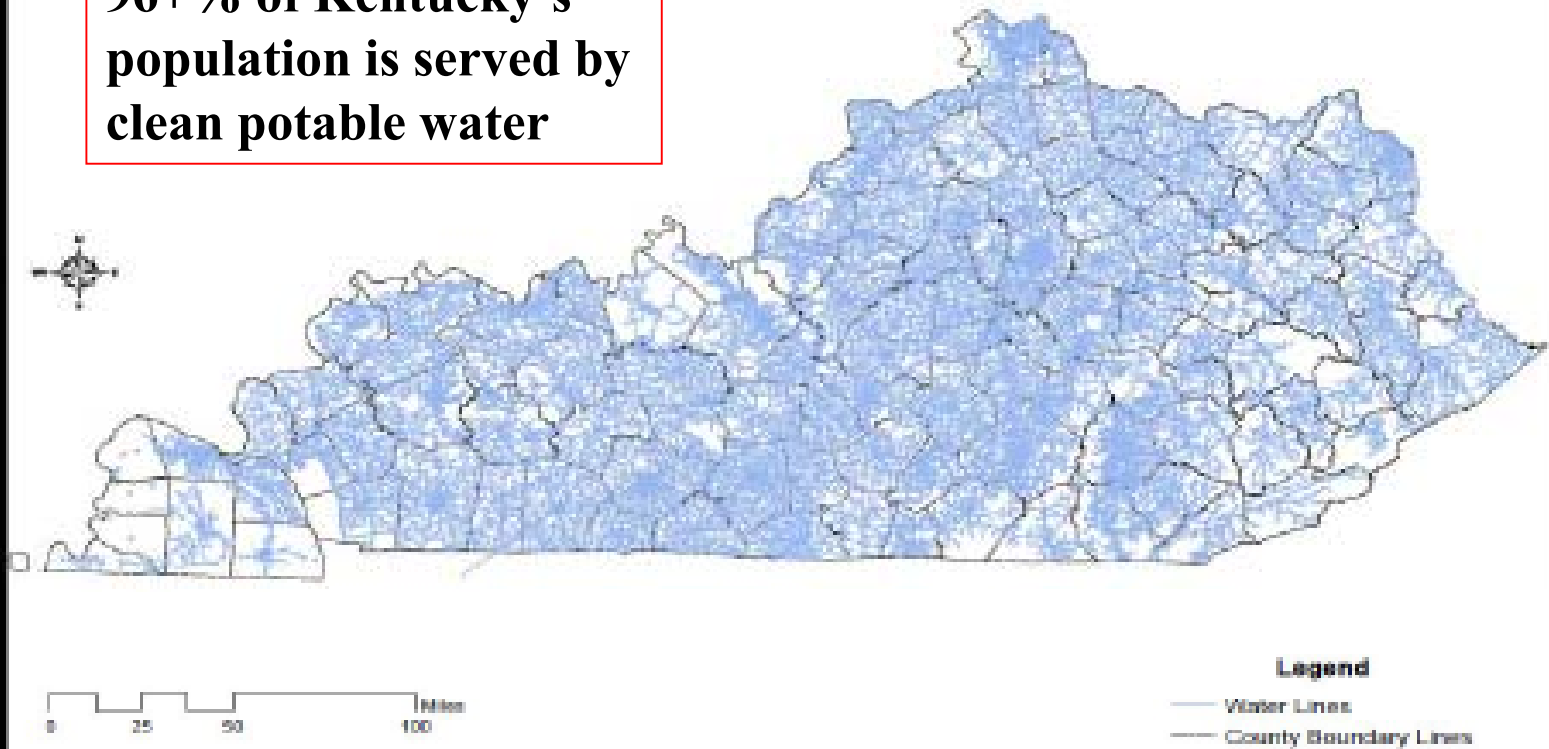 population is served by
clean potable water
Miles
0 25 50 100
Legend
Water Lines
County Boundary Lines